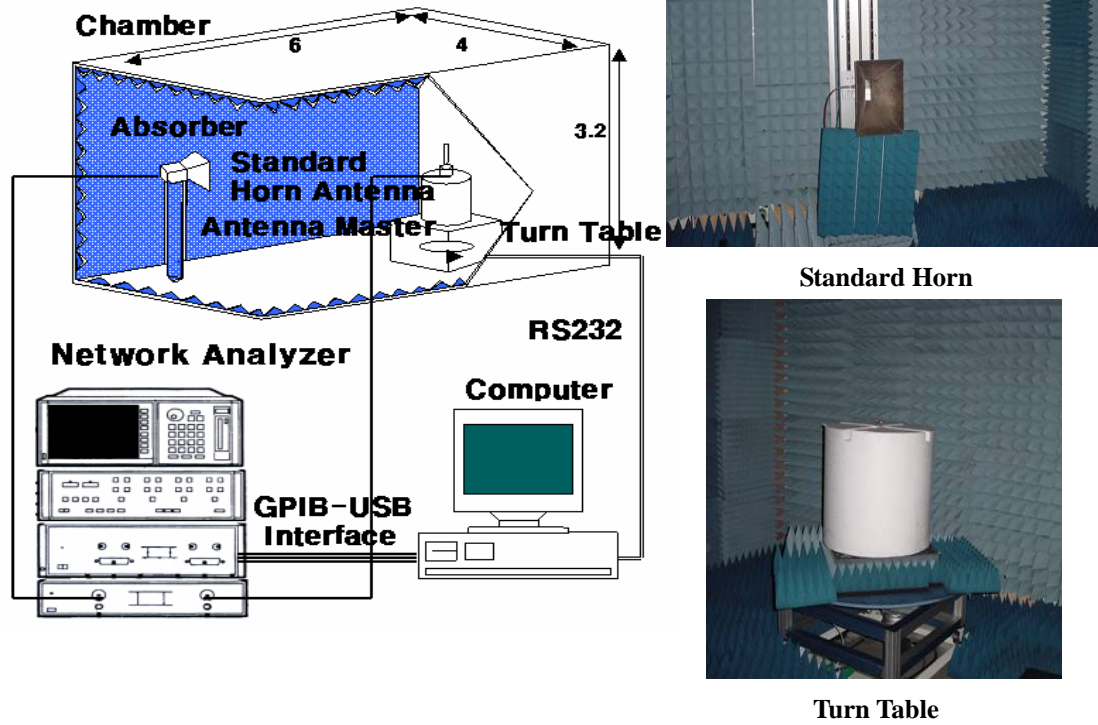 Chamber
6
4
3.2
Absorber
Standard
Horn Antenna
Antenna Master
Turn Table
RS232
Network Analyzer
Computer
GPIB-USB
Interface
Standard Horn
Turn Table